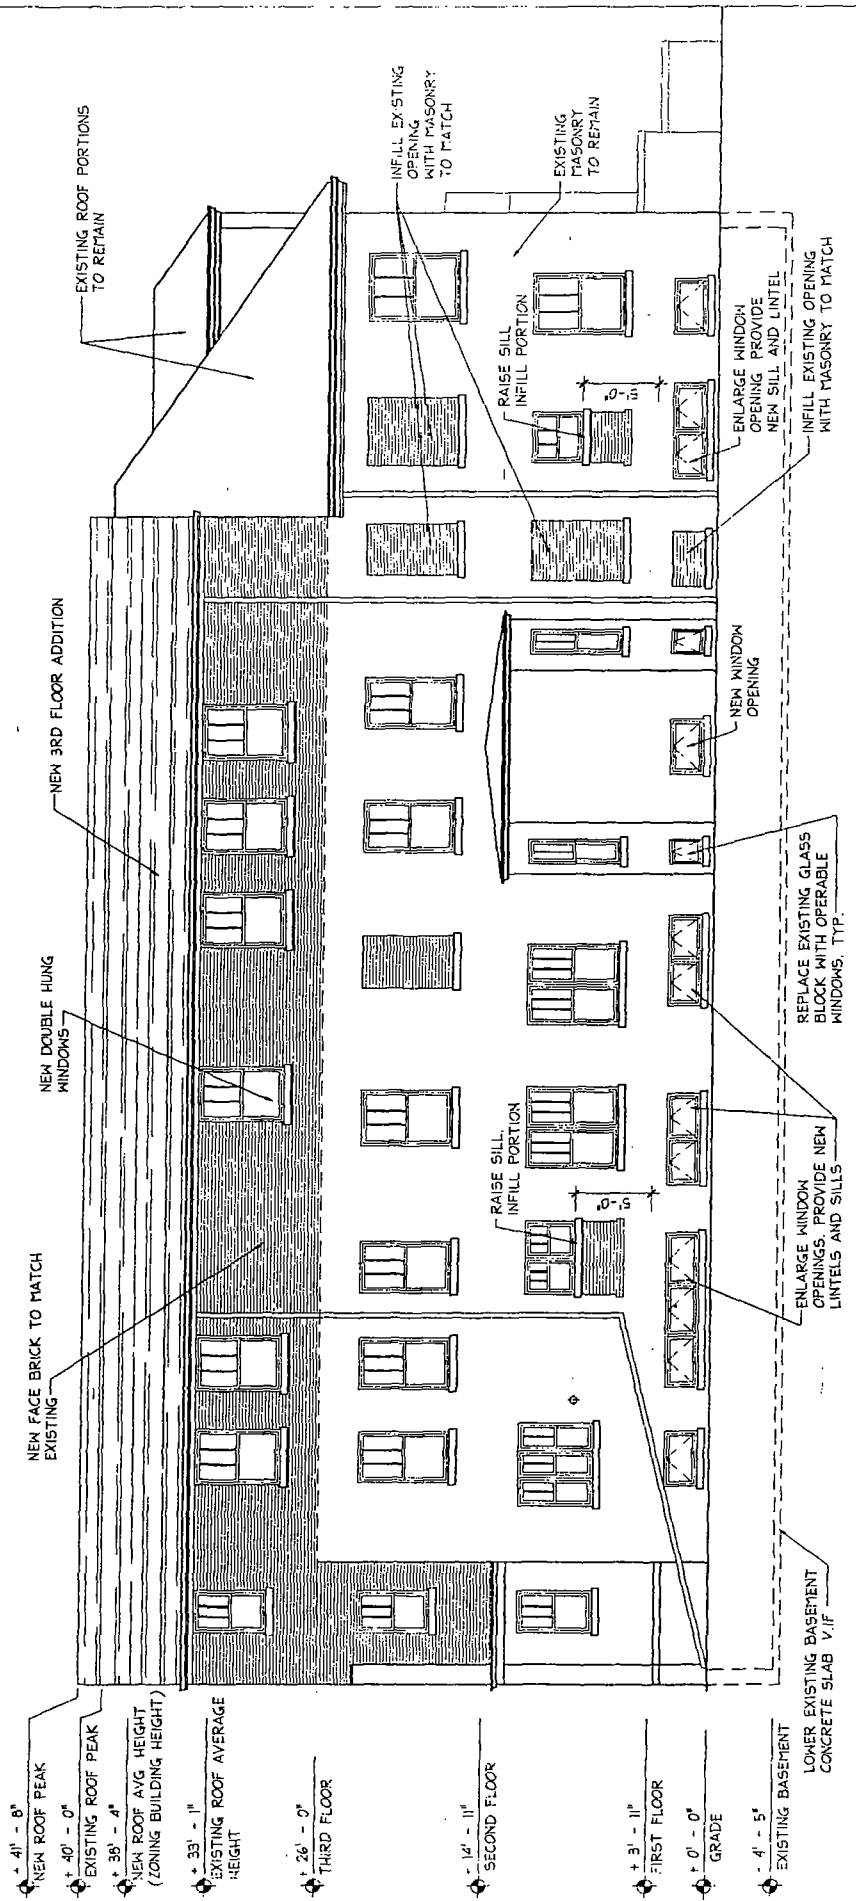 EXISTING ROOF PORTIONS
TO REMAIN
INFILL EXISTING
OPENING
WITH MASONRY
TO MATCH
EXISTING
MASONRY
TO REMAIN
NEW 3RD FLOOR ADDITION
NEW DOUBLE HUNG
WINDOWS
NEW FACE BRICK TO MATCH
EXISTING
RAISE SILL
INFILL PORTION
5'-0"
ENLARGE WINDOW
OPENING PROVIDE
NEW SILL AND LINTEL
INFILL EXISTING OPENING
WITH MASONRY TO MATCH
NEW WINDOW
OPENING
REPLACE EXISTING GLASS
BLOCK WITH OPERABLE
WINDOWS, TYP.
RAISE SILL,
INFILL PORTION
5'-0"
ENLARGE WINDOW
OPENINGS. PROVIDE NEW
LINTELS AND SILLS
LOWER EXISTING BASEMENT
CONCRETE SLAB V.I.F
+ 41' - 8"
NEW ROOF PEAK
+ 40' - 0"
EXISTING ROOF PEAK
+ 38' - 4"
NEW ROOF AVG HEIGHT
(ZONING BUILDING HEIGHT)
+ 33' - 1"
EXISTING ROOF AVERAGE
HEIGHT
+ 26' - 0"
THIRD FLOOR
- 14' - 11"
SECOND FLOOR
+ 3' - 11"
FIRST FLOOR
+ 0' - 0"
GRADE
- 4' - 5"
EXISTING BASEMENT